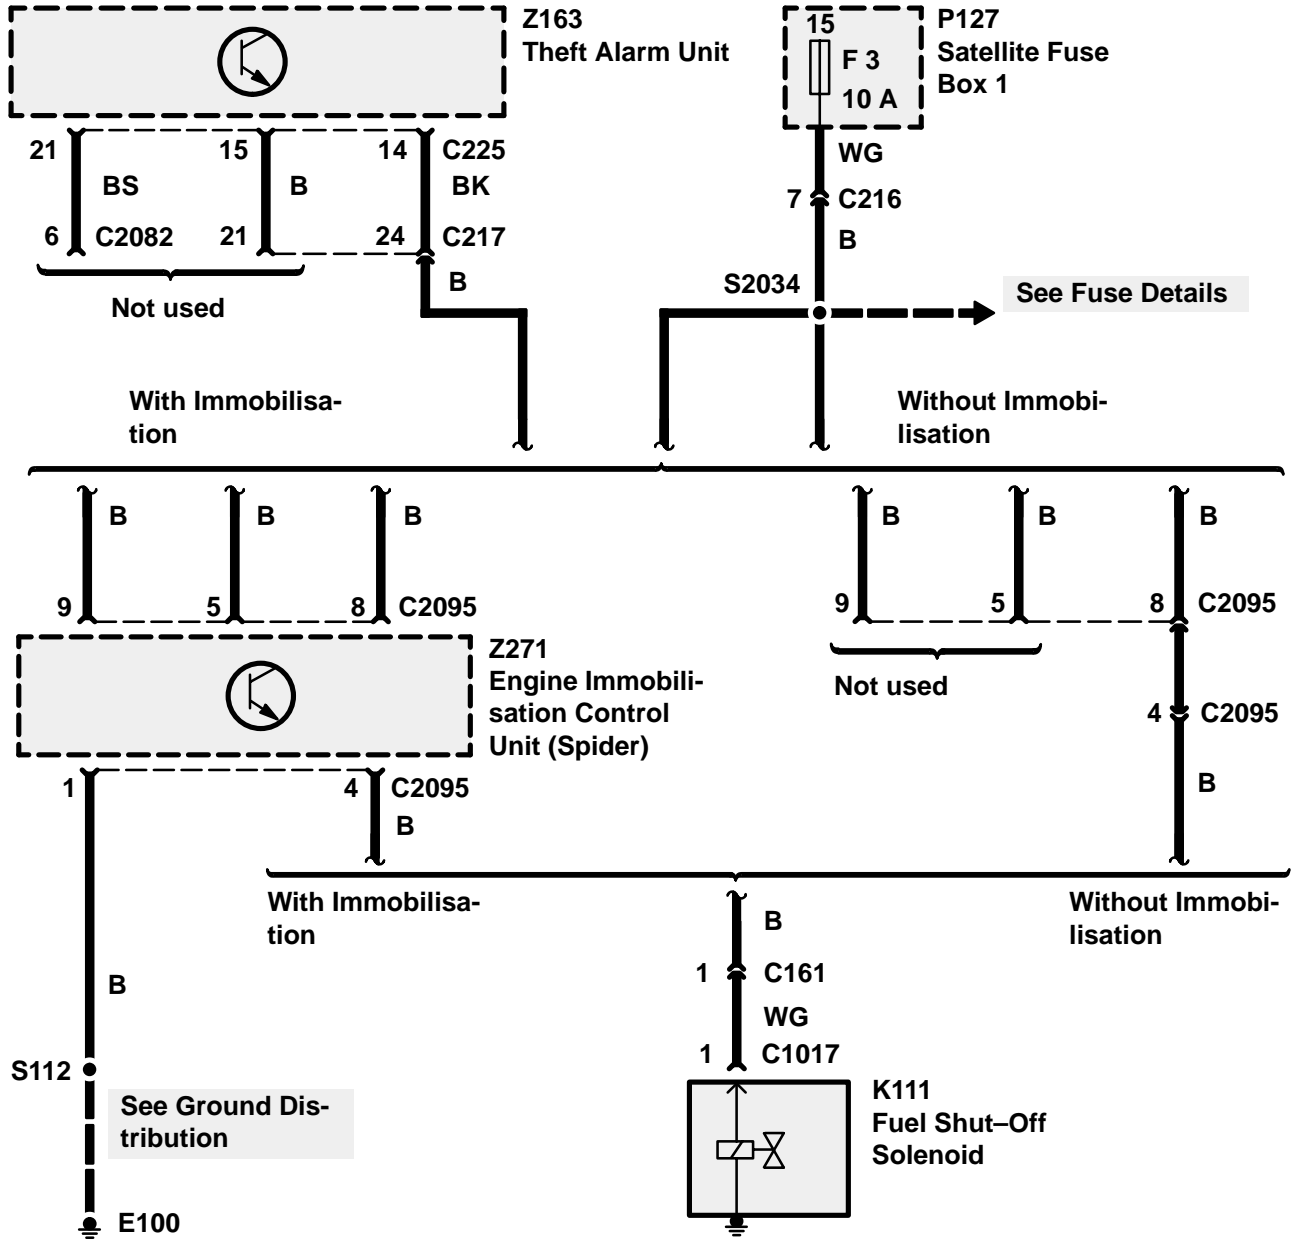 Z163
Theft Alarm Unit
15
F 3
10 A
P127
Satellite Fuse
Box 1
21
15
14
C225
WG
BS
B
BK
7
C216
6
C2082
21
24
C217
B
B
Not used
S2034
See Fuse Details
With Immobilisa-
tion
Without Immobi-
lisation
B
B
B
B
B
B
9
5
8
C2095
9
5
8
C2095
Z271
Engine Immobili-
sation Control
Unit (Spider)
Not used
4
C2095
1
4
C2095
B
B
With Immobilisa-
tion
Without Immobi-
lisation
B
1
C161
B
WG
1
C1017
S112
See Ground Dis-
tribution
K111
Fuel Shut–Off
Solenoid
E100